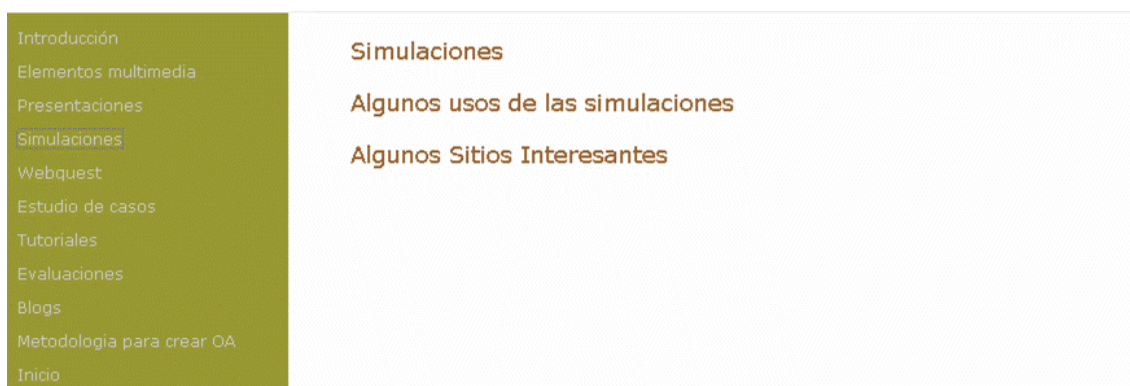 Introducción
Elementos multimedia
Presentaciones
Simulaciones
Webquest
Estudio de casos
Tutoriales
Evaluaciones
Blogs
Metodologia para crear OA
Inicio
Simulaciones
Algunos usos de las simulaciones
Algunos Sitios Interesantes